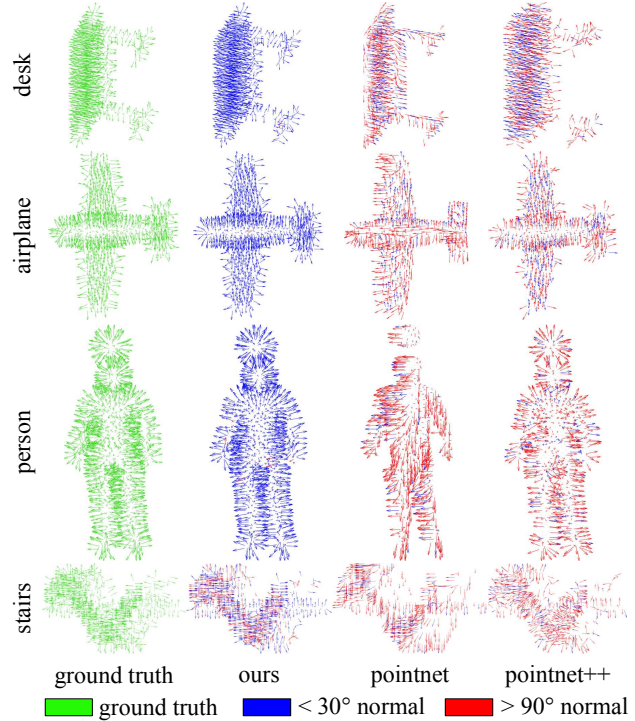 desk
airplane
person
stairs
ground truth ours pointnet pointnet++
ground truth < 30° normal > 90° normal